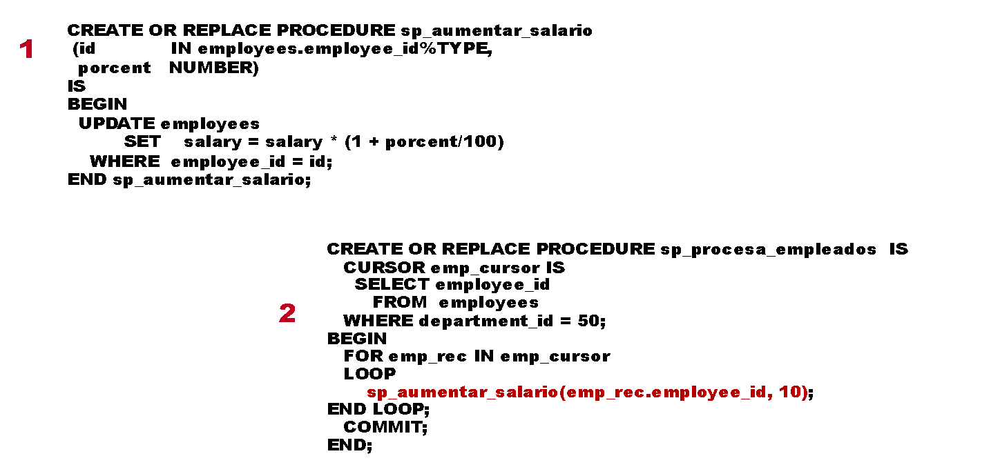 1
CREATE OR REPLACE PROCEDURE sp_aumentar_salario
(id IN employees.employee_id%TYPE,
porcent NUMBER)
IS
BEGIN
UPDATE employees
SET salary = salary * (1 + porcent/100)
WHERE employee_id = id;
END sp_aumentar_salario;
2
CREATE OR REPLACE PROCEDURE sp_procesa_empleados IS
CURSOR emp_cursor IS
SELECT employee_id
FROM employees
WHERE department_id = 50;
BEGIN
FOR emp_rec IN emp_cursor
LOOP
sp_aumentar_salario(emp_rec.employee_id, 10);
END LOOP;
COMMIT;
END;